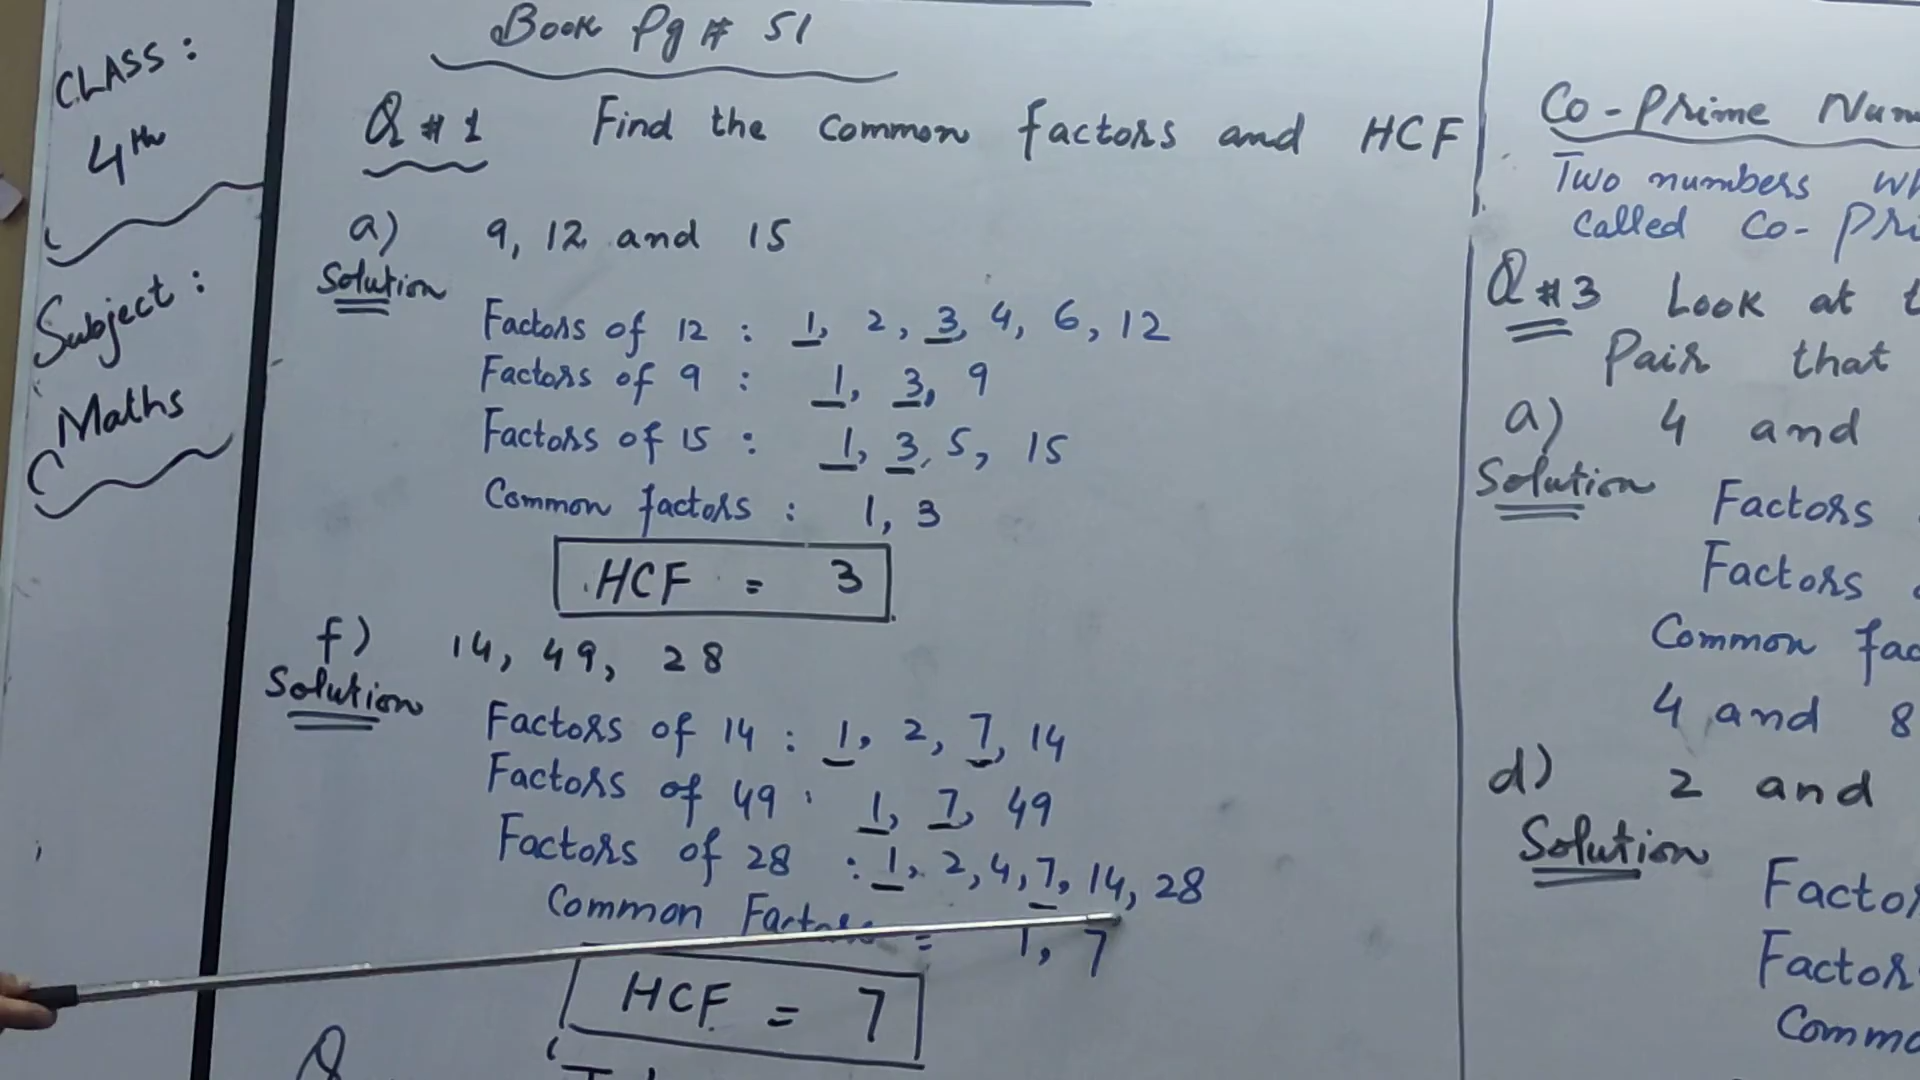 CLASS :
4th
Subject :
Maths
Book Pg # 51
Q # 1 Find the common factors and HCF
a) 9, 12 and 15
Solution
Factors of 12 : 1, 2, 3, 4, 6, 12
Factors of 9 : 1, 3, 9
Factors of 15 : 1, 3, 5, 15
Common factors : 1, 3
HCF = 3
f) 14, 49, 28
Solution
Factors of 14 : 1, 2, 7, 14
Factors of 49 : 1, 7, 49
Factors of 28 : 1, 2, 4, 7, 14, 28
Common Factors = 1, 7
HCF = 7
Q
Co-Prime
Two numbers
called Co-
Q # 3 Look at
Pair that
a) 4 and
Solution
Factors
Factors
Common
4 and 8
d) 2 and
Solution